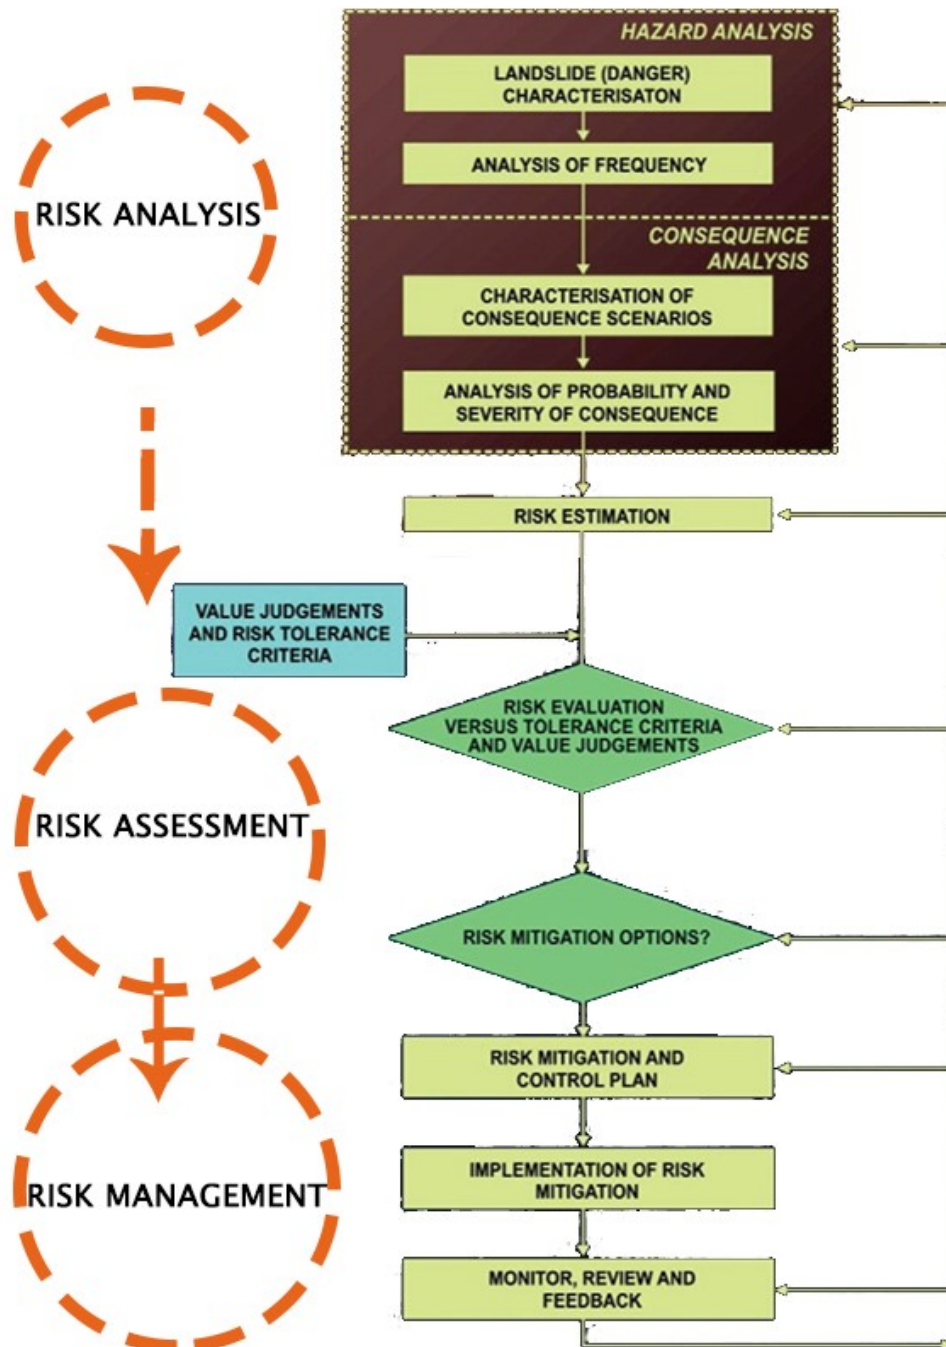 HAZARD ANALYSIS
LANDSLIDE (DANGER)
CHARACTERISATON
ANALYSIS OF FREQUENCY
RISK ANALYSIS
CONSEQUENCE
ANALYSIS
CHARACTERISATION OF
CONSEQUENCE SCENARIOS
ANALYSIS OF PROBABILITY AND
SEVERITY OF CONSEQUENCE
RISK ESTIMATION
VALUE JUDGEMENTS
AND RISK TOLERANCE
CRITERIA
RISK EVALUATION
VERSUS TOLERANCE CRITERIA
AND VALUE JUDGEMENTS
RISK ASSESSMENT
RISK MITIGATION OPTIONS?
RISK MITIGATION AND
CONTROL PLAN
IMPLEMENTATION OF RISK
MITIGATION
RISK MANAGEMENT
MONITOR, REVIEW AND
FEEDBACK